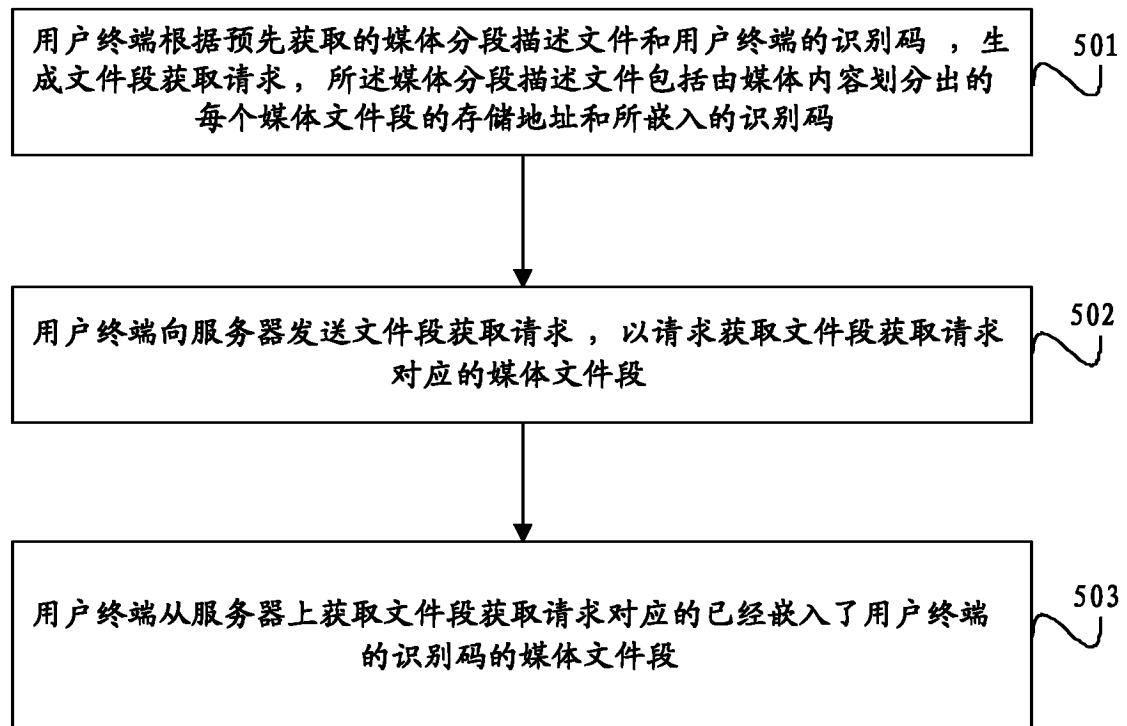 用户终端根据预先获取的媒体分段描述文件和用户终端的识别码 ，生
成文件段获取请求，所述媒体分段描述文件包括由媒体内容划分出的
每个媒体文件段的存储地址和所嵌入的识别码
501
用户终端向服务器发送文件段获取请求 ，以请求获取文件段获取请求
对应的媒体文件段
502
用户终端从服务器上获取文件段获取请求对应的已经嵌入了用户终端
的识别码的媒体文件段
503